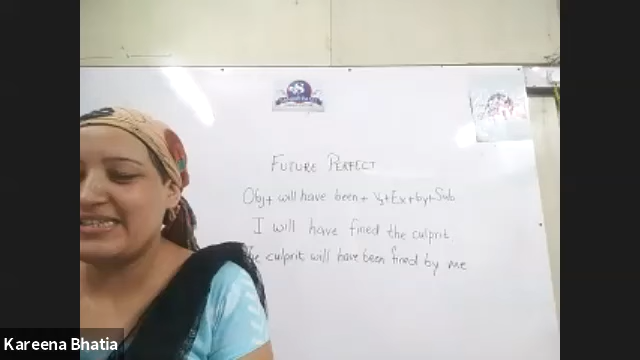 FUTURE PERFECT
Obj + will have been + V3 + Ex + by + Sub
I will have fined the culprit.
culprit will have been fined by me
Kareena Bhatia